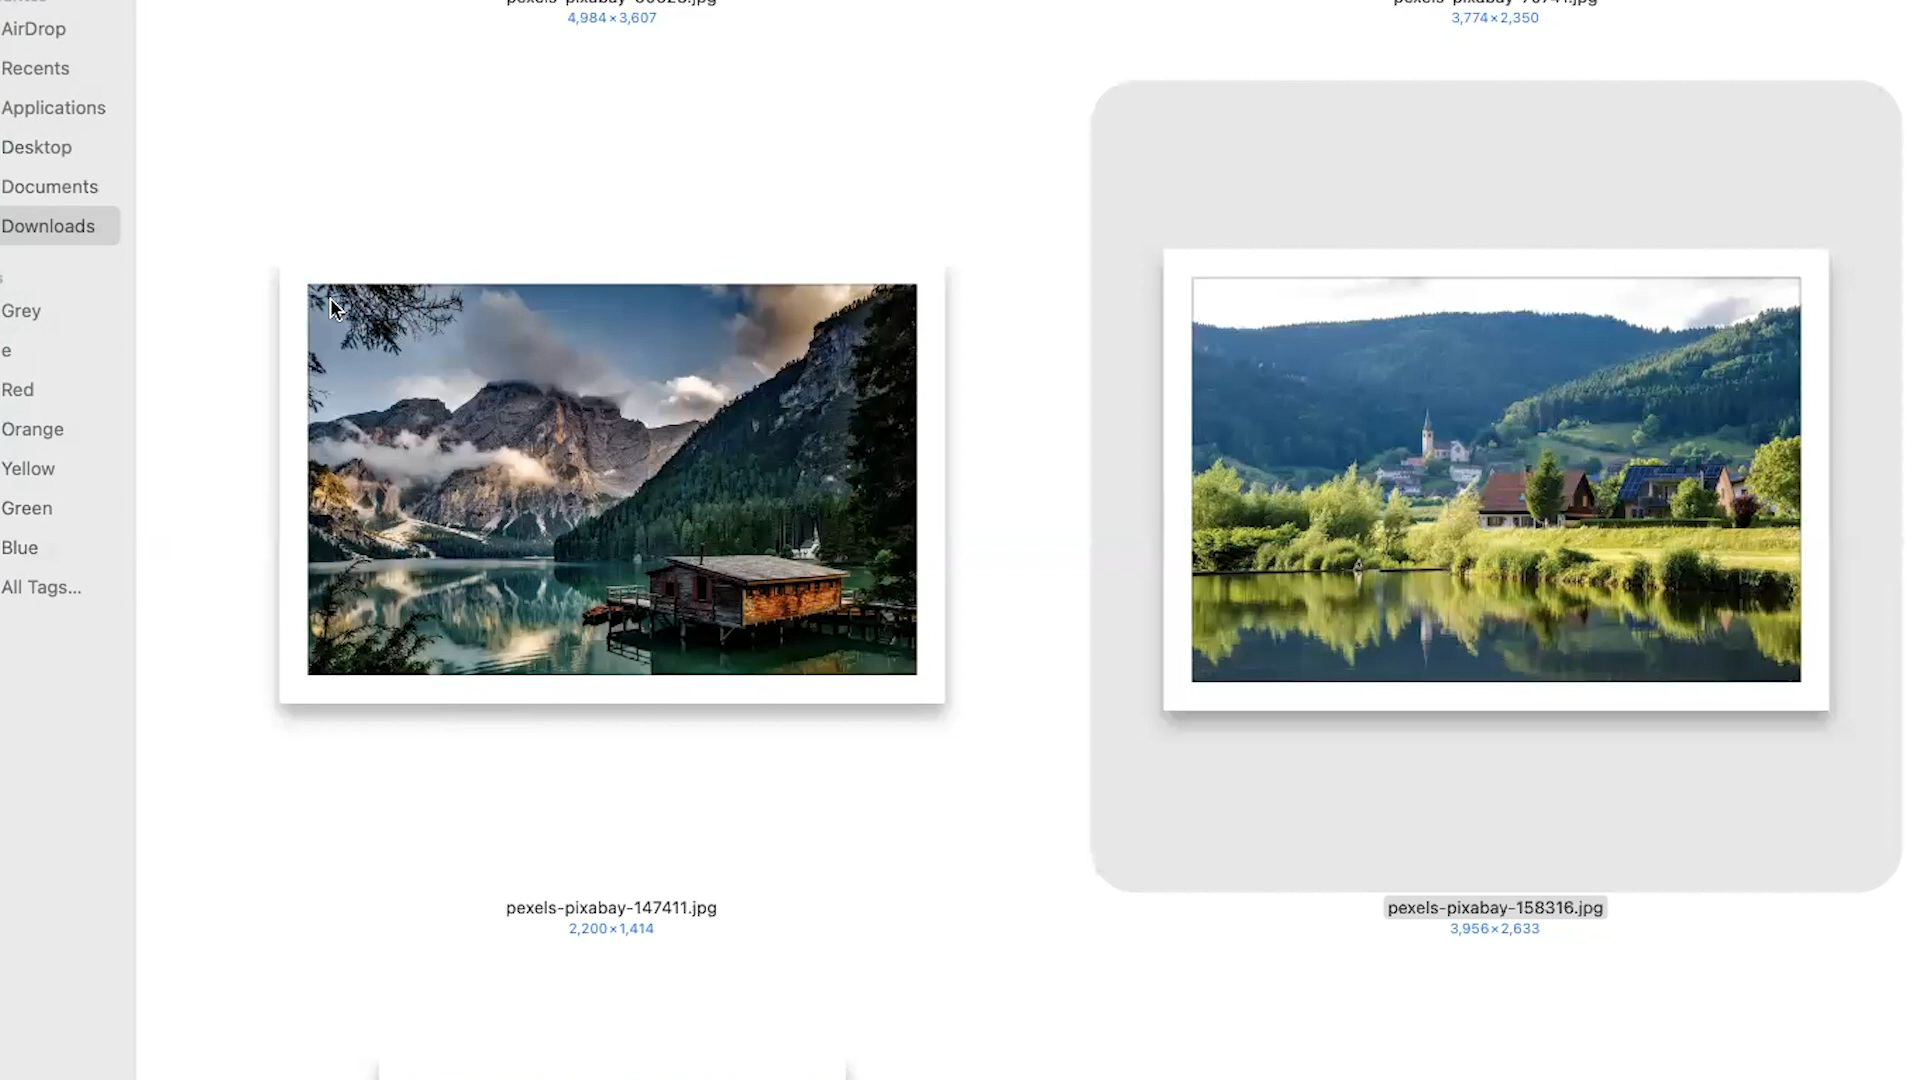 4,984×3,607
3,774×2,350
AirDrop
Recents
Applications
Desktop
Documents
Downloads
s
Grey
e
Red
Orange
Yellow
Green
Blue
All Tags...
pexels-pixabay-147411.jpg
2,200×1,414
pexels-pixabay-158316.jpg
3,956×2,633